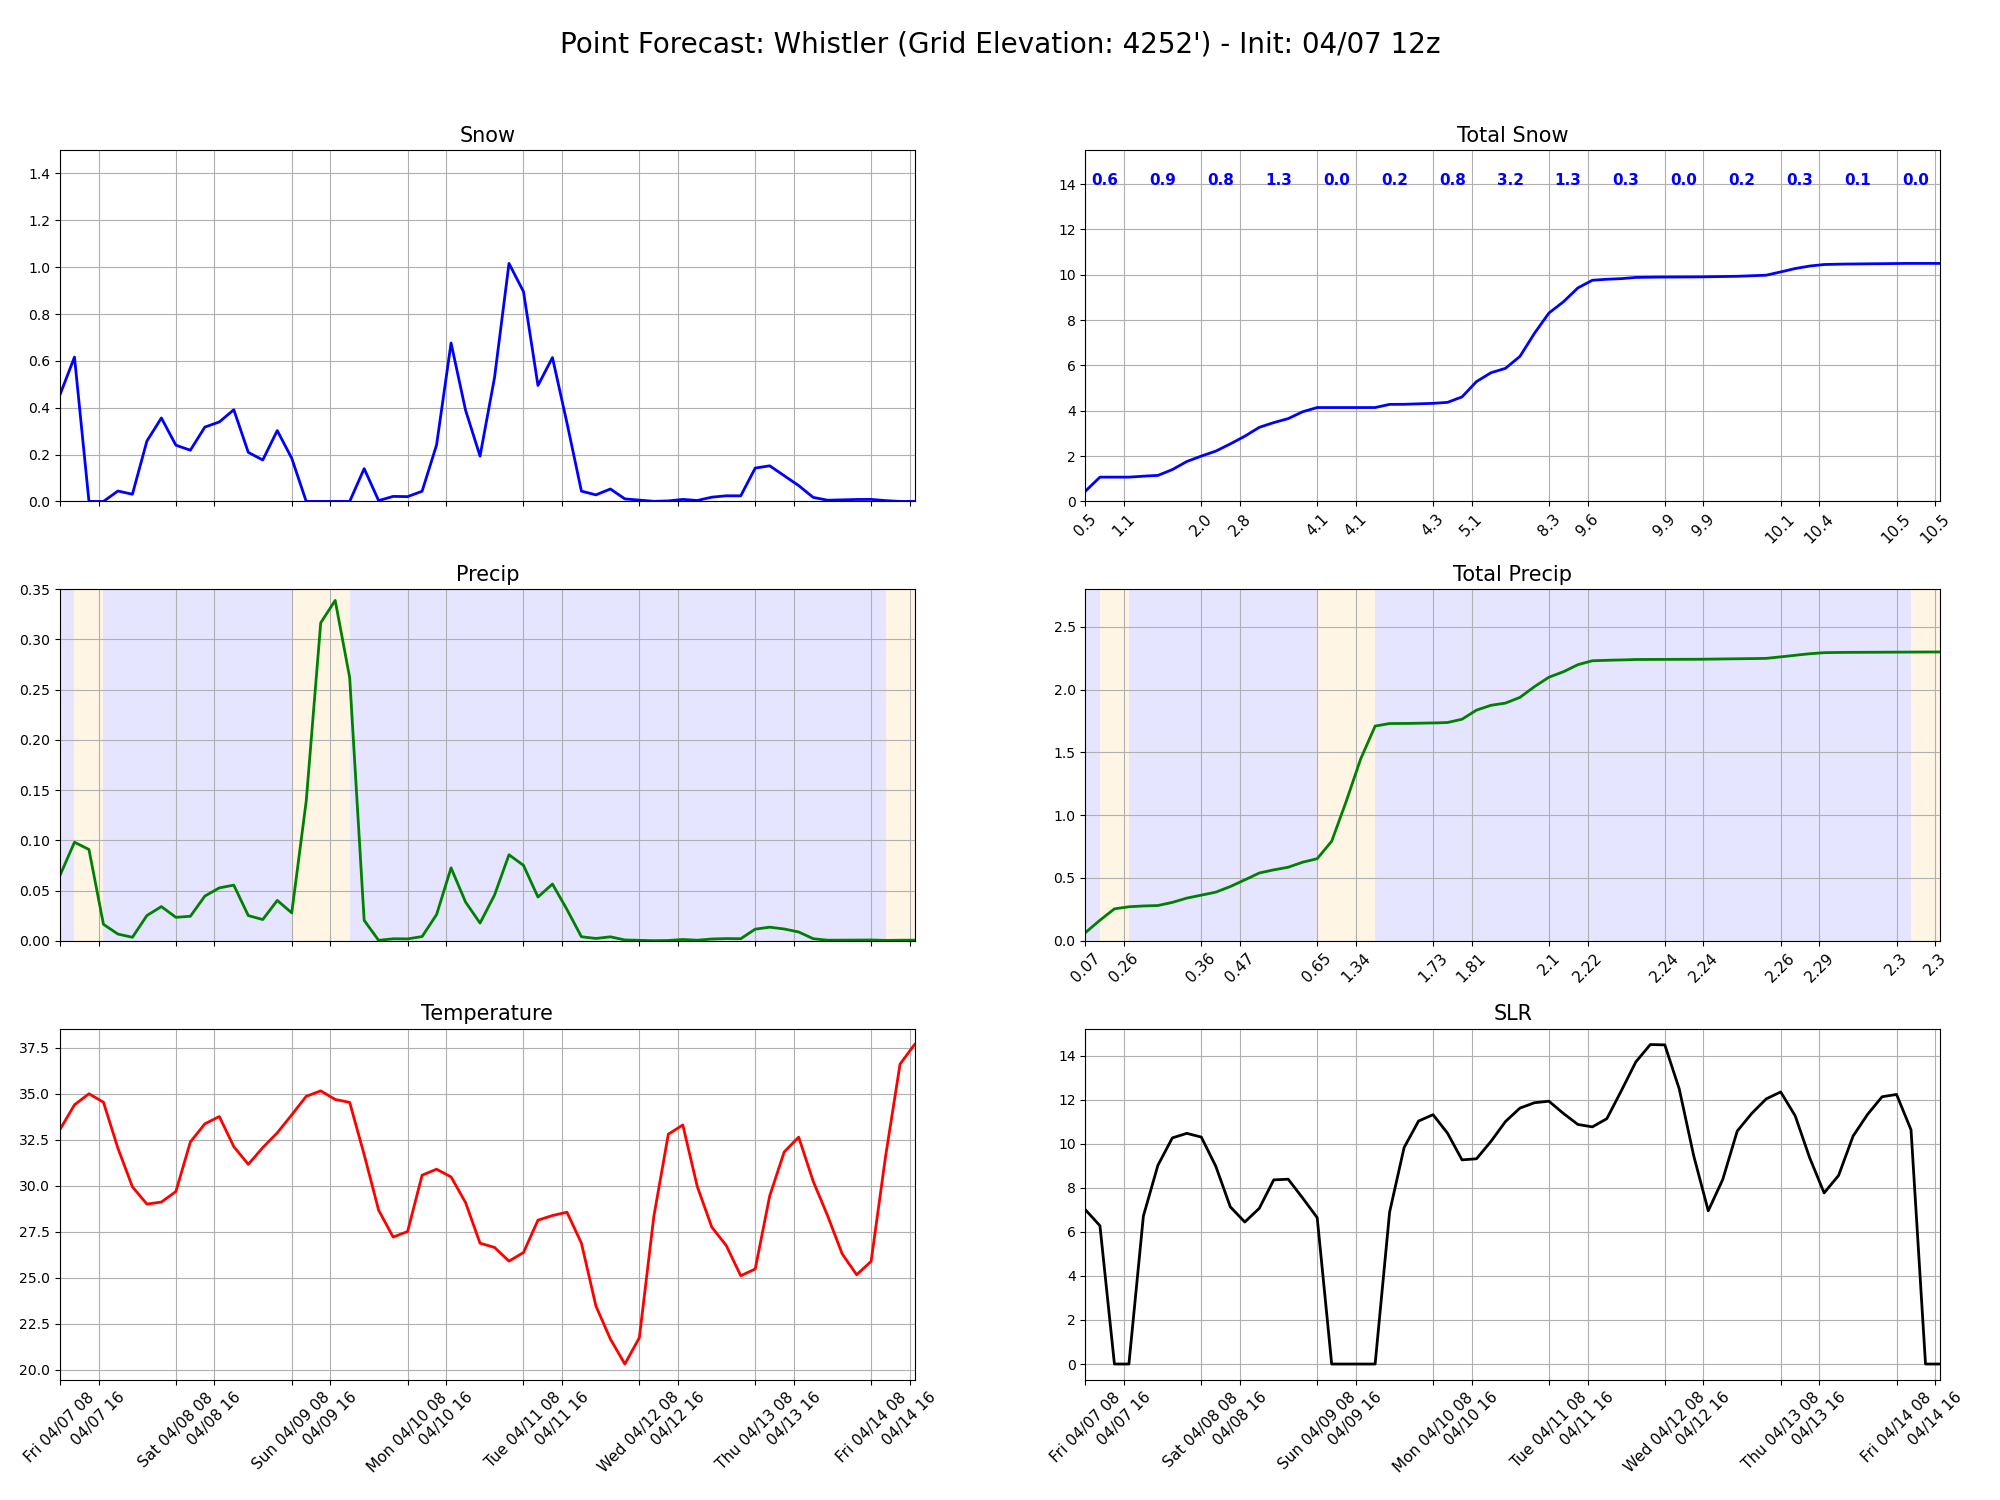 Point Forecast: Whistler (Grid Elevation: 4252') - Init: 04/07 12z
Snow
1.4
1.2
1.0
0.8
0.6
0.4
0.2
0.0
Total Snow
0.6 0.9 0.8 1.3 0.0 0.2 0.8 3.2 1.3 0.3 0.0 0.2 0.3 0.1 0.0
14
12
10
8
6
4
2
0
0.5 1.1 2.0 2.8 4.1 4.1 4.3 5.1 8.3 9.6 9.9 9.9 10.1 10.4 10.5 10.5
Precip
0.35
0.30
0.25
0.20
0.15
0.10
0.05
0.00
Total Precip
2.5
2.0
1.5
1.0
0.5
0.0
0.07 0.26 0.36 0.47 0.65 1.34 1.73 1.81 2.1 2.22 2.24 2.24 2.26 2.29 2.3 2.3
Temperature
37.5
35.0
32.5
30.0
27.5
25.0
22.5
20.0
Fri 04/07 08
04/07 16
Sat 04/08 08
04/08 16
Sun 04/09 08
04/09 16
Mon 04/10 08
04/10 16
Tue 04/11 08
04/11 16
Wed 04/12 08
04/12 16
Thu 04/13 08
04/13 16
Fri 04/14 08
04/14 16
SLR
14
12
10
8
6
4
2
0
Fri 04/07 08
04/07 16
Sat 04/08 08
04/08 16
Sun 04/09 08
04/09 16
Mon 04/10 08
04/10 16
Tue 04/11 08
04/11 16
Wed 04/12 08
04/12 16
Thu 04/13 08
04/13 16
Fri 04/14 08
04/14 16